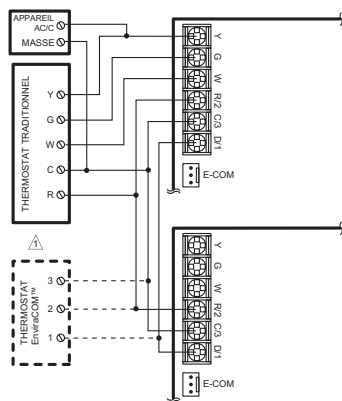 APPAREIL
AC/C
MASSE
THERMOSTAT TRADITIONNEL
Y
G
W
C
R
1
THERMOSTAT
EnviraCOM™
3
2
1
Y
G
W
R/2
C/3
D/1
E-COM
Y
G
W
R/2
C/3
D/1
E-COM